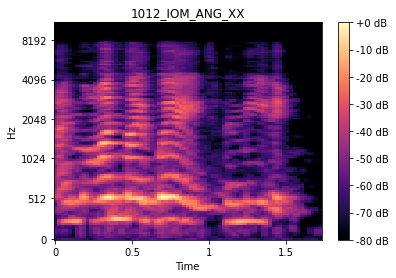 1012_IOM_ANG_XX
+0 dB
8192
-10 dB
4096
-20 dB
-30 dB
2048
Hz
-40 dB
1024
-50 dB
512
-60 dB
-70 dB
0
-80 dB
0
0.5
1
1.5
Time